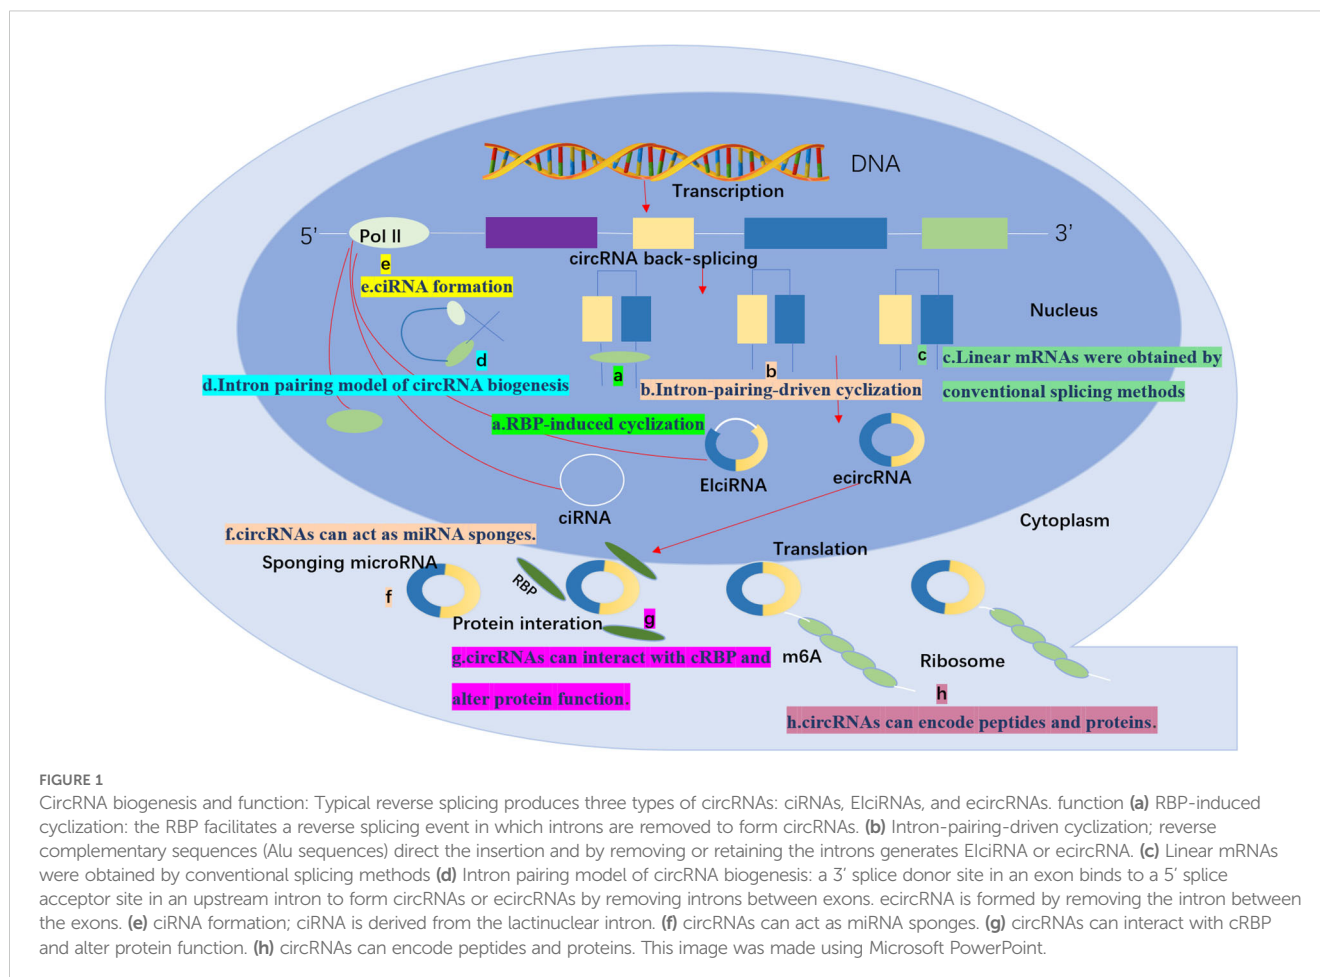 DNA
Transcription
5'
Pol II
3'
circRNA back-splicing
e
e.ciRNA formation
Nucleus
d
a
b
c
c.Linear mRNAs were obtained by
conventional splicing methods
d.Intron pairing model of circRNA biogenesis
b.Intron-pairing-driven cyclization
a.RBP-induced cyclization
EIciRNA
ecircRNA
ciRNA
Cytoplasm
f.circRNAs can act as miRNA sponges.
Sponging microRNA
Translation
RBP
f
Protein interation
g
g.circRNAs can interact with cRBP and
alter protein function.
m6A
Ribosome
h
h.circRNAs can encode peptides and proteins.
FIGURE 1
CircRNA biogenesis and function: Typical reverse splicing produces three types of circRNAs: ciRNAs, EIciRNAs, and ecircRNAs. function (a) RBP-induced
cyclization: the RBP facilitates a reverse splicing event in which introns are removed to form circRNAs. (b) Intron-pairing-driven cyclization; reverse
complementary sequences (Alu sequences) direct the insertion and by removing or retaining the introns generates EIciRNA or ecircRNA. (c) Linear mRNAs
were obtained by conventional splicing methods (d) Intron pairing model of circRNA biogenesis: a 3' splice donor site in an exon binds to a 5' splice
acceptor site in an upstream intron to form circRNAs or ecircRNAs by removing introns between exons. ecircRNA is formed by removing the intron between
the exons. (e) ciRNA formation; ciRNA is derived from the lactinuclear intron. (f) circRNAs can act as miRNA sponges. (g) circRNAs can interact with cRBP
and alter protein function. (h) circRNAs can encode peptides and proteins. This image was made using Microsoft PowerPoint.